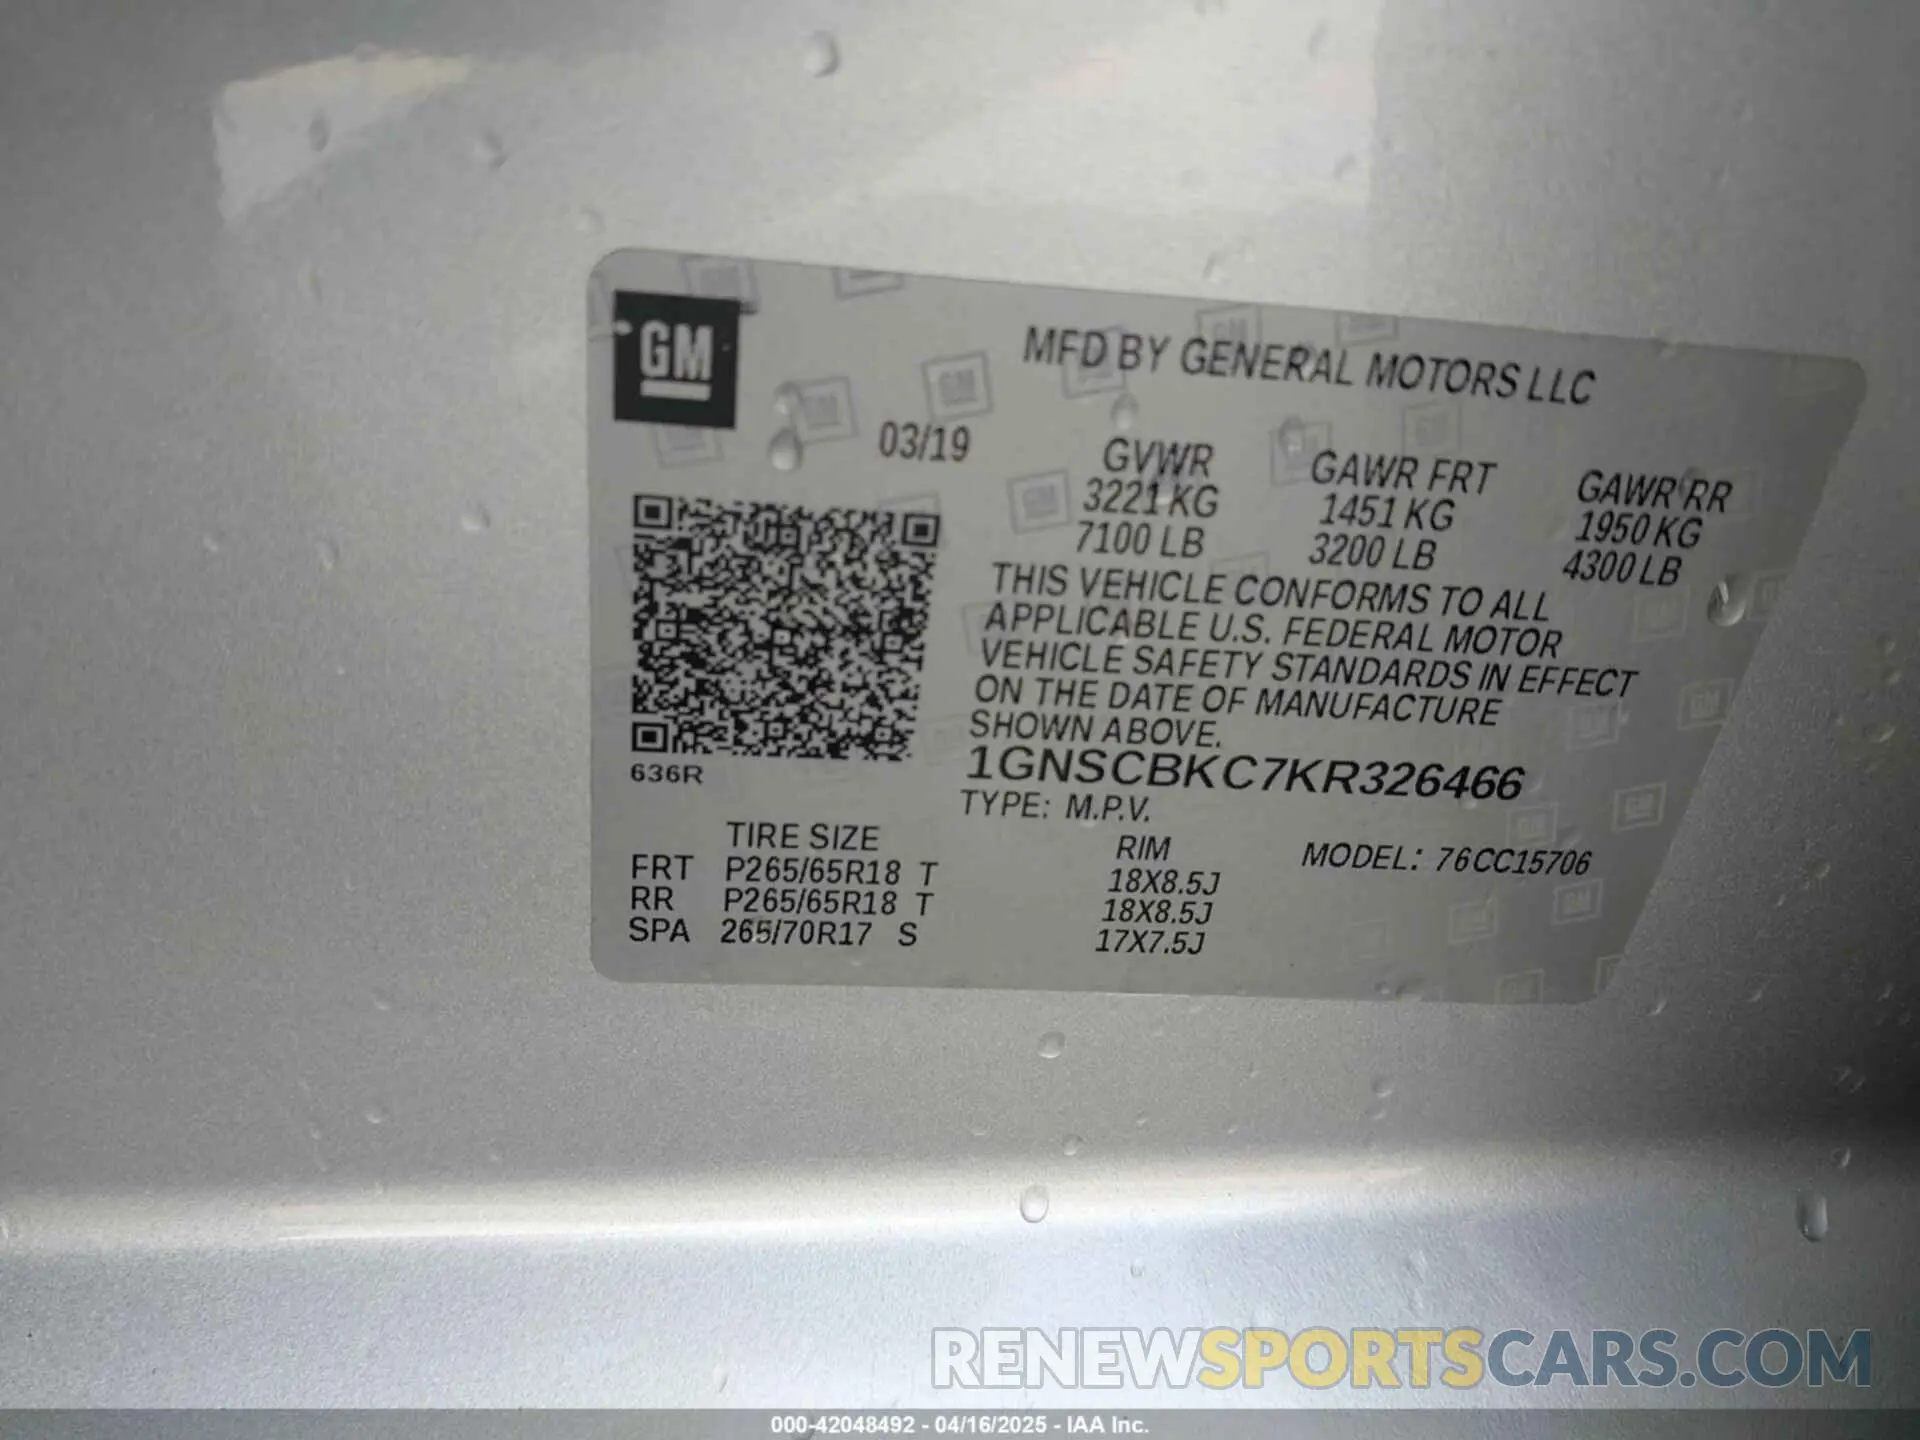 GM
MFD BY GENERAL MOTORS LLC
03/19
GVWR GAWR FRT GAWR RR
3221 KG 1451 KG 1950 KG
7100 LB 3200 LB 4300 LB
THIS VEHICLE CONFORMS TO ALL
APPLICABLE U.S. FEDERAL MOTOR
VEHICLE SAFETY STANDARDS IN EFFECT
ON THE DATE OF MANUFACTURE
SHOWN ABOVE.
636R
1GNSCBKC7KR326466
TYPE: M.P.V.
TIRE SIZE RIM MODEL: 76CC15706
FRT P265/65R18 T 18X8.5J
RR P265/65R18 T 18X8.5J
SPA 265/70R17 S 17X7.5J
RENEWSPORTSCARS.COM
000-42048492 - 04/16/2025 - IAA Inc.